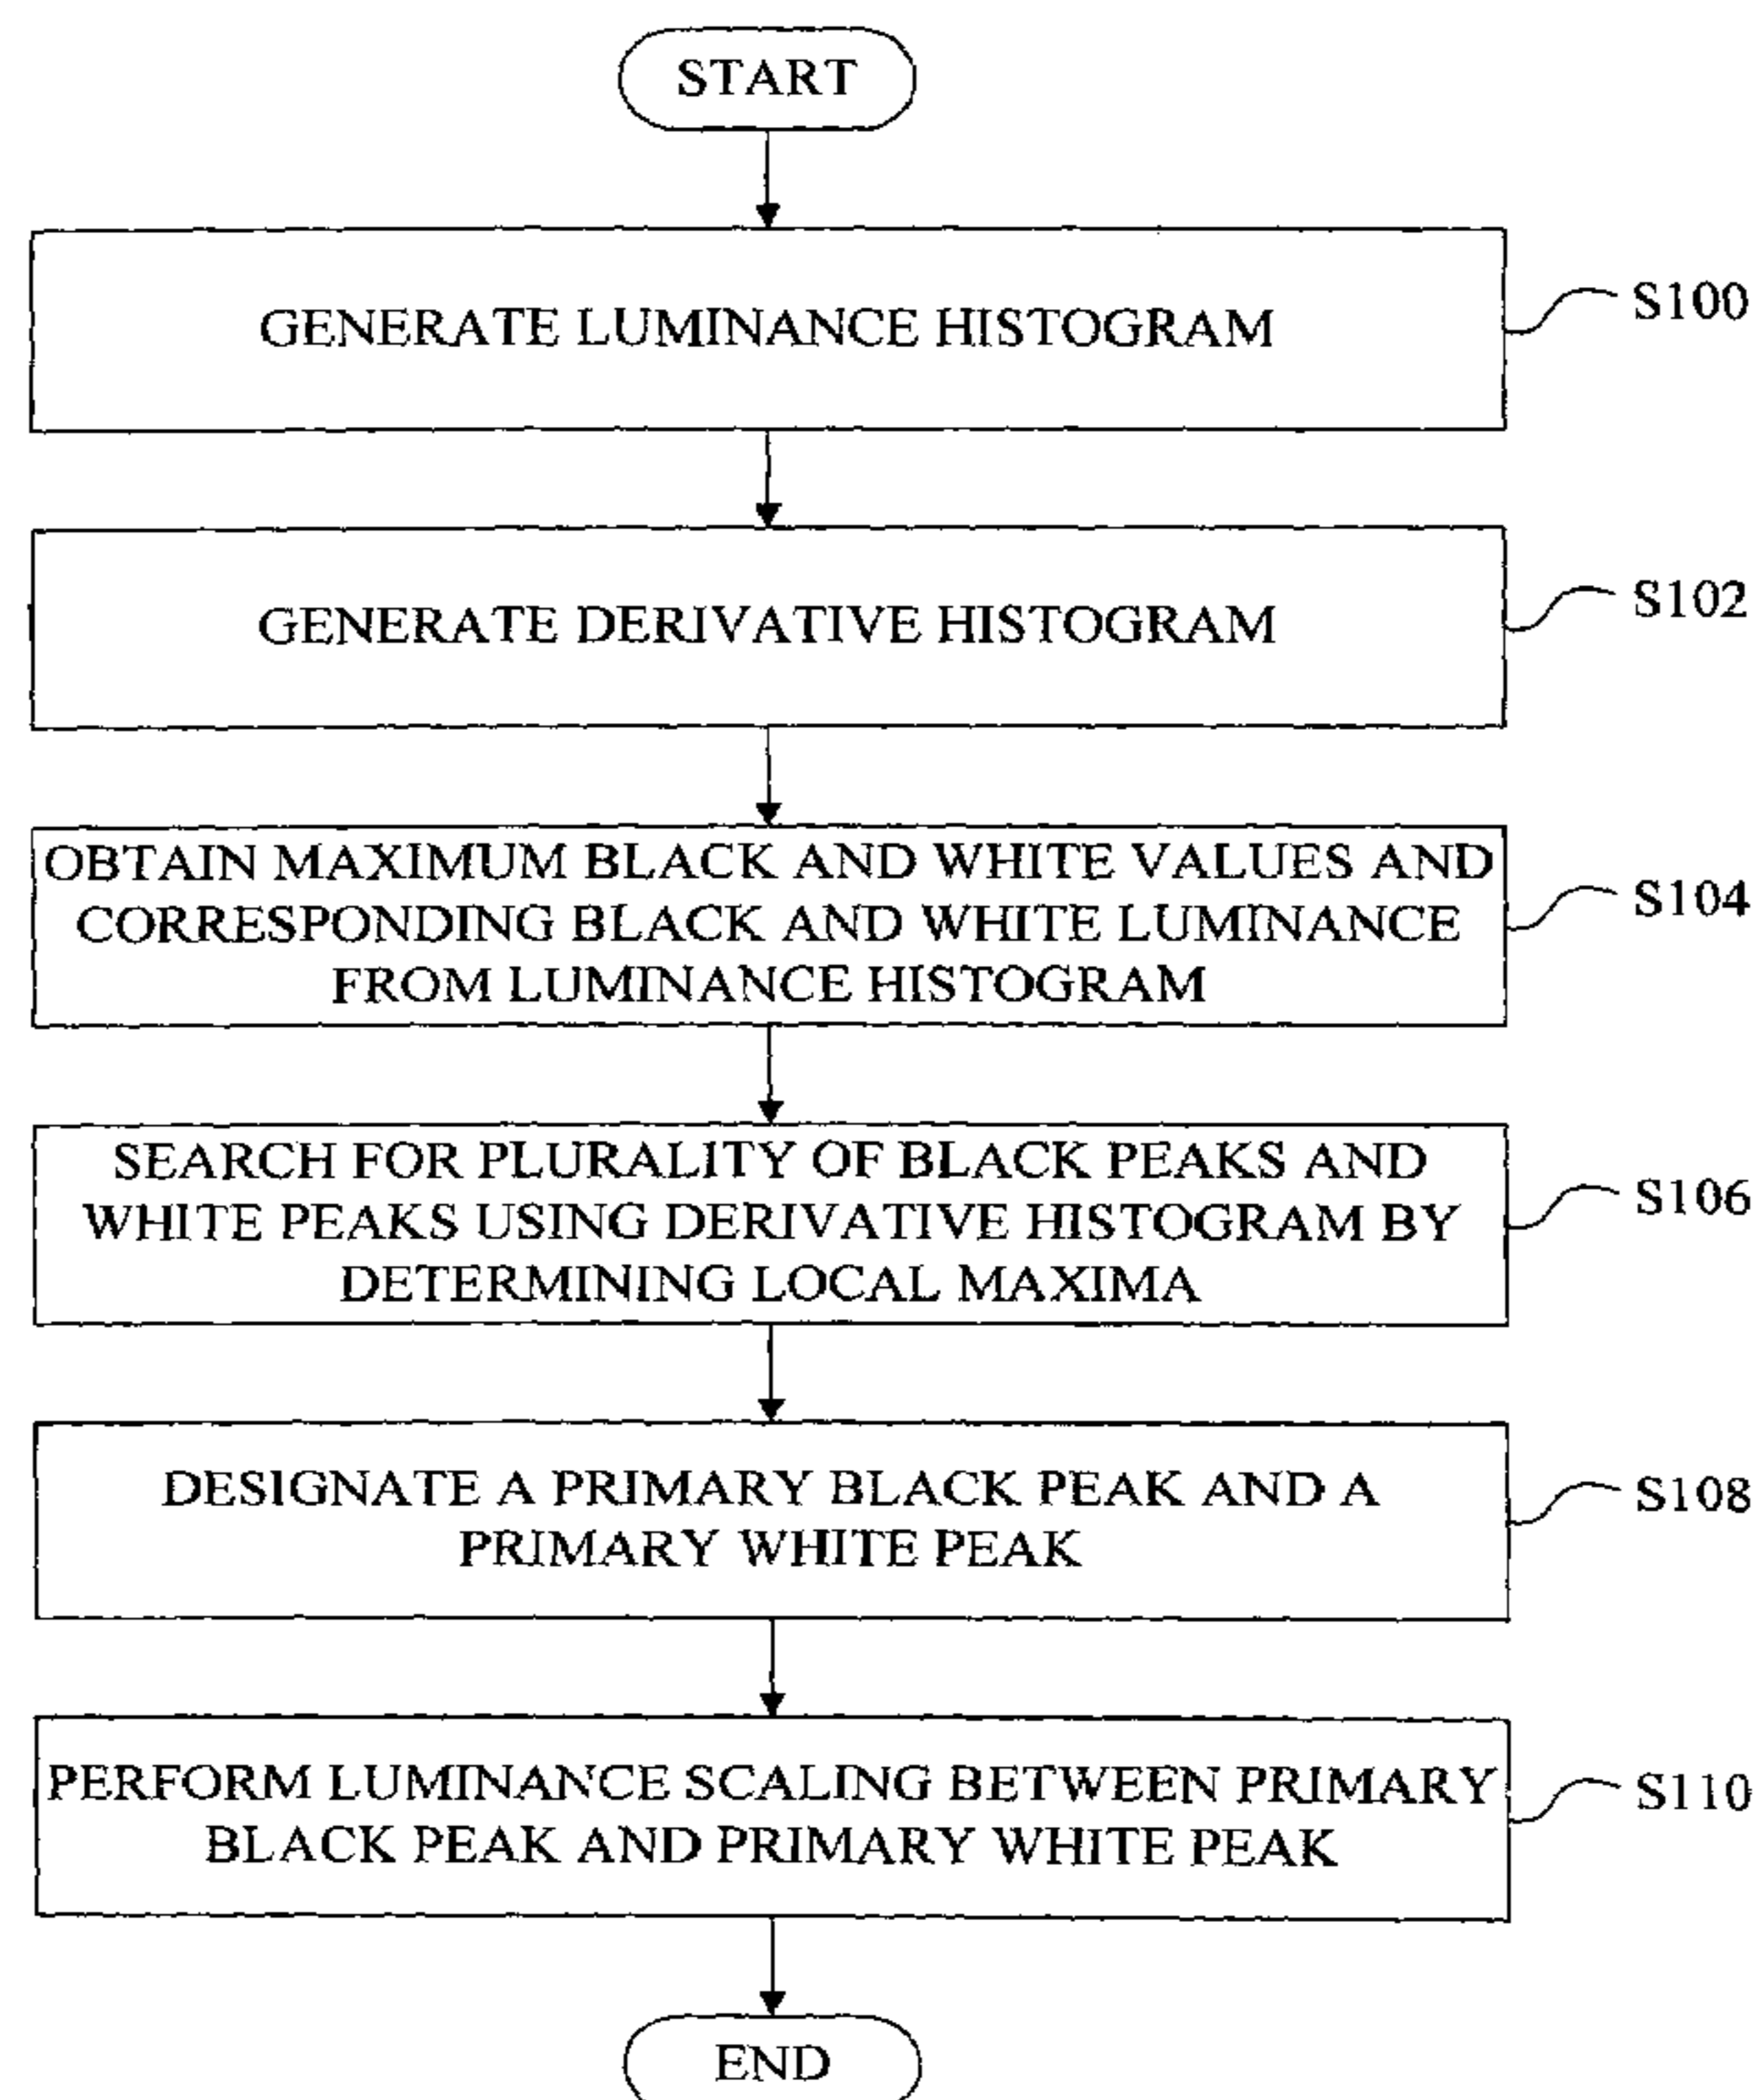 START
GENERATE LUMINANCE HISTOGRAM
S100
GENERATE DERIVATIVE HISTOGRAM
S102
OBTAIN MAXIMUM BLACK AND WHITE VALUES AND
CORRESPONDING BLACK AND WHITE LUMINANCE
FROM LUMINANCE HISTOGRAM
S104
SEARCH FOR PLURALITY OF BLACK PEAKS AND
WHITE PEAKS USING DERIVATIVE HISTOGRAM BY
DETERMINING LOCAL MAXIMA
S106
DESIGNATE A PRIMARY BLACK PEAK AND A
PRIMARY WHITE PEAK
S108
PERFORM LUMINANCE SCALING BETWEEN PRIMARY
BLACK PEAK AND PRIMARY WHITE PEAK
S110
END